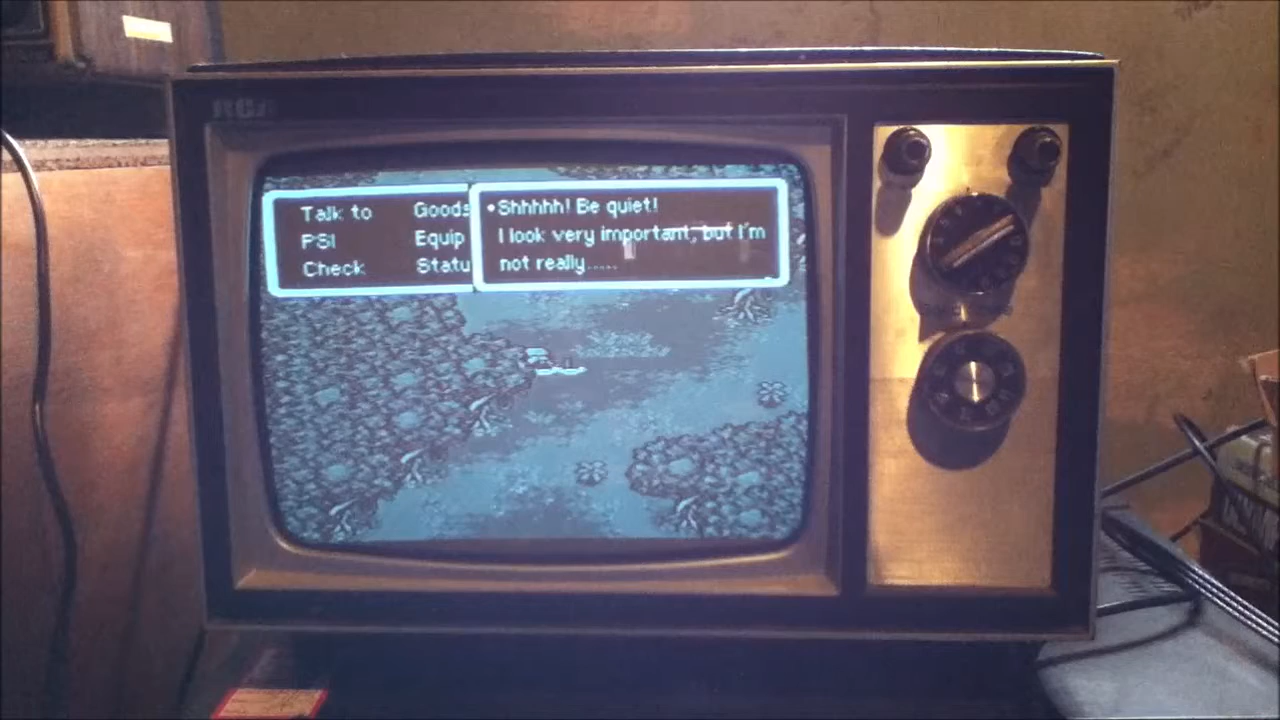 RCA
Talk to Goods
PSI Equip
Check Statu
•Shhhhh! Be quiet!
I look very important, but I'm
not really.....